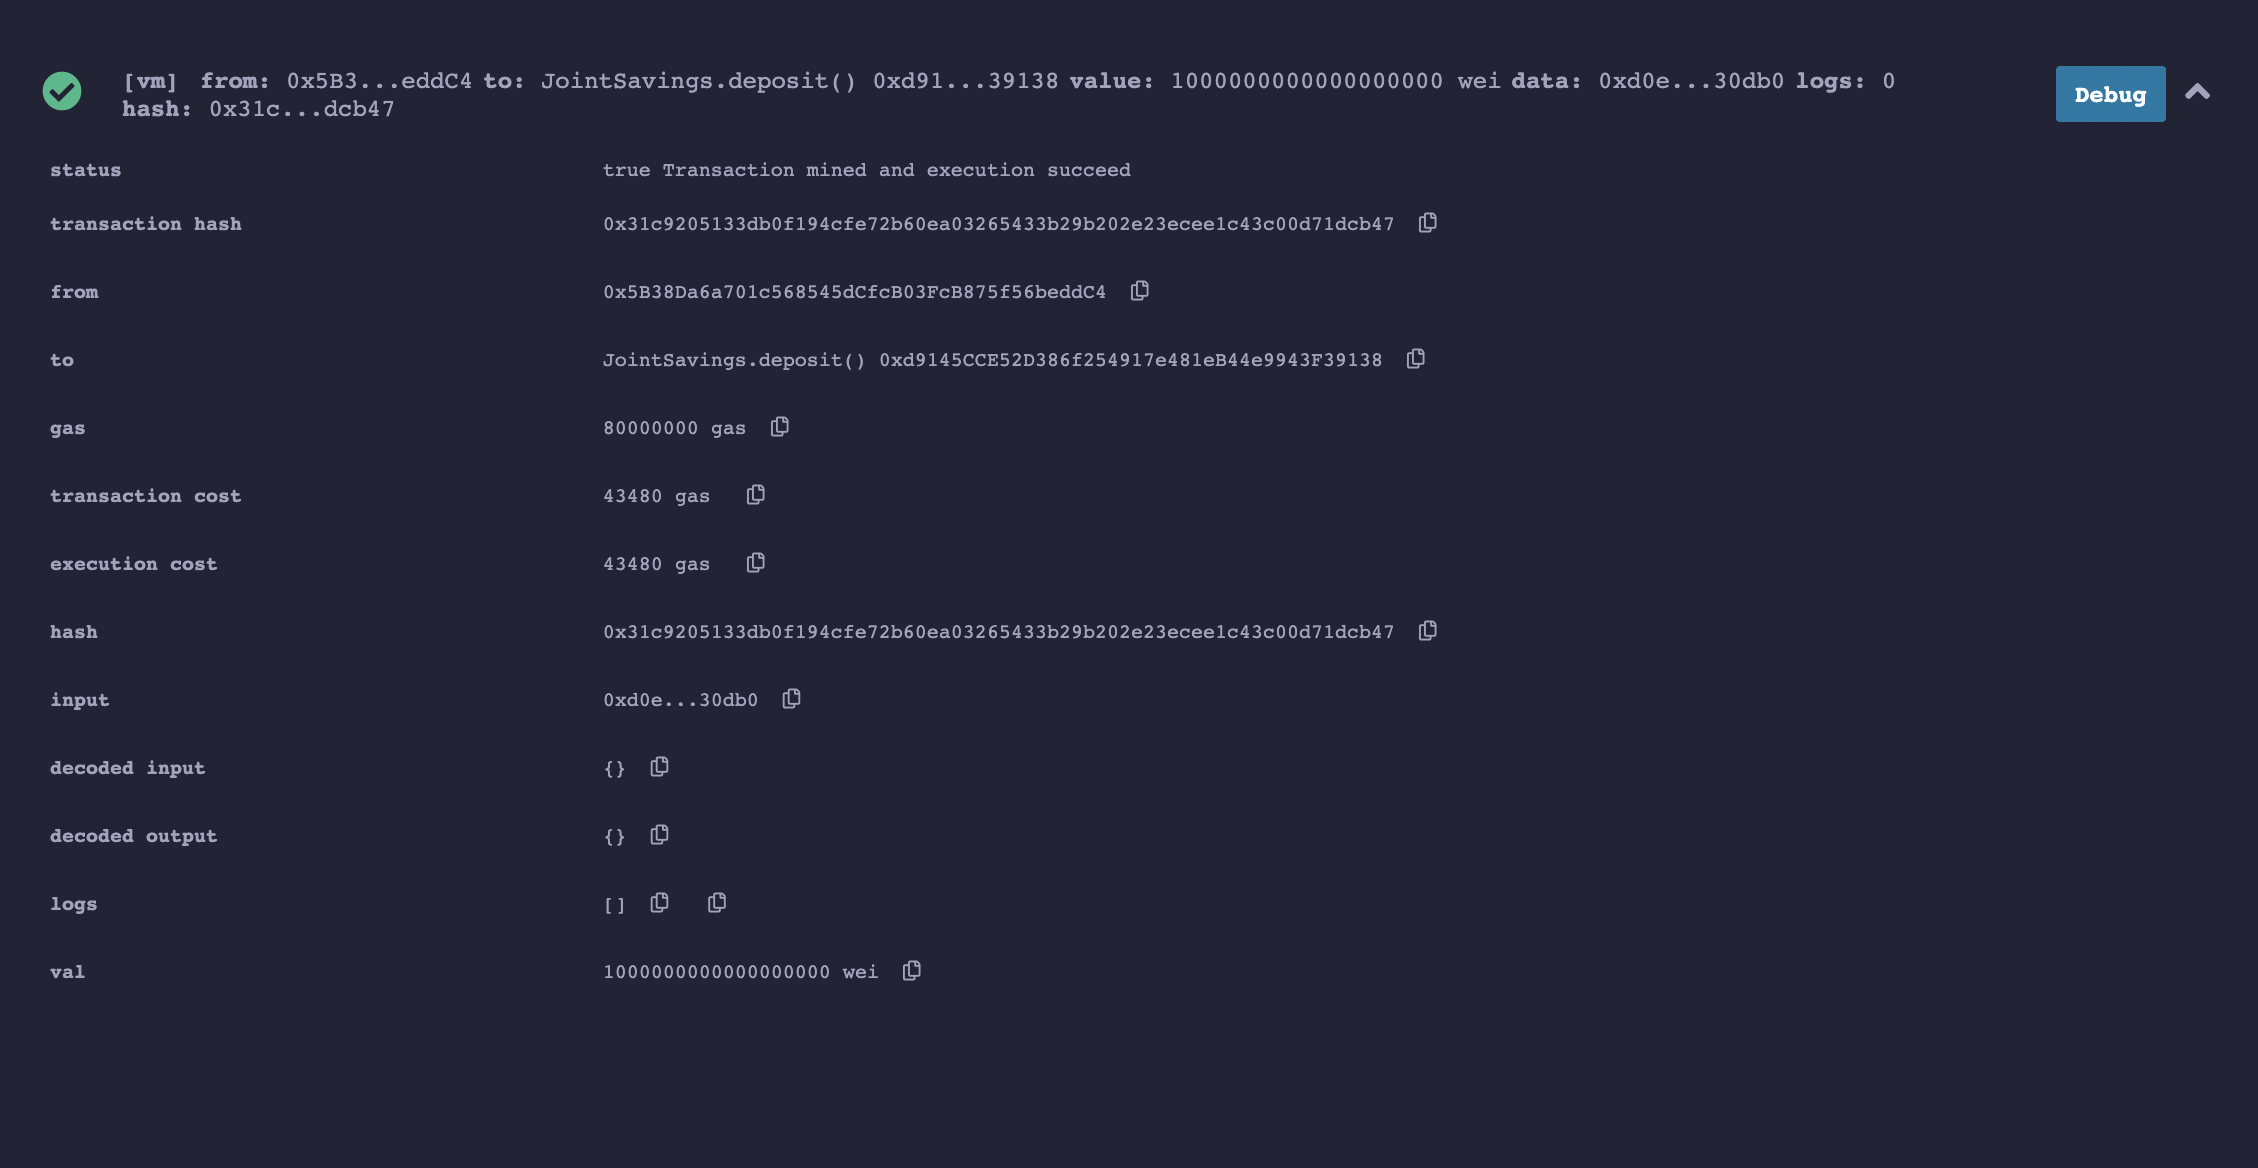 [vm] from: 0x5B3...eddC4 to: JointSavings.deposit() 0xd91...39138 value: 1000000000000000000 wei data: 0xd0e...30db0 logs: 0
hash: 0x31c...dcb47
Debug
status true Transaction mined and execution succeed
transaction hash 0x31c9205133db0f194cfe72b60ea03265433b29b202e23ecee1c43c00d71dcb47
from 0x5B38Da6a701c568545dCfcB03FcB875f56beddC4
to JointSavings.deposit() 0xd9145CCE52D386f254917e481eB44e9943F39138
gas 80000000 gas
transaction cost 43480 gas
execution cost 43480 gas
hash 0x31c9205133db0f194cfe72b60ea03265433b29b202e23ecee1c43c00d71dcb47
input 0xd0e...30db0
decoded input {}
decoded output {}
logs []
val 1000000000000000000 wei